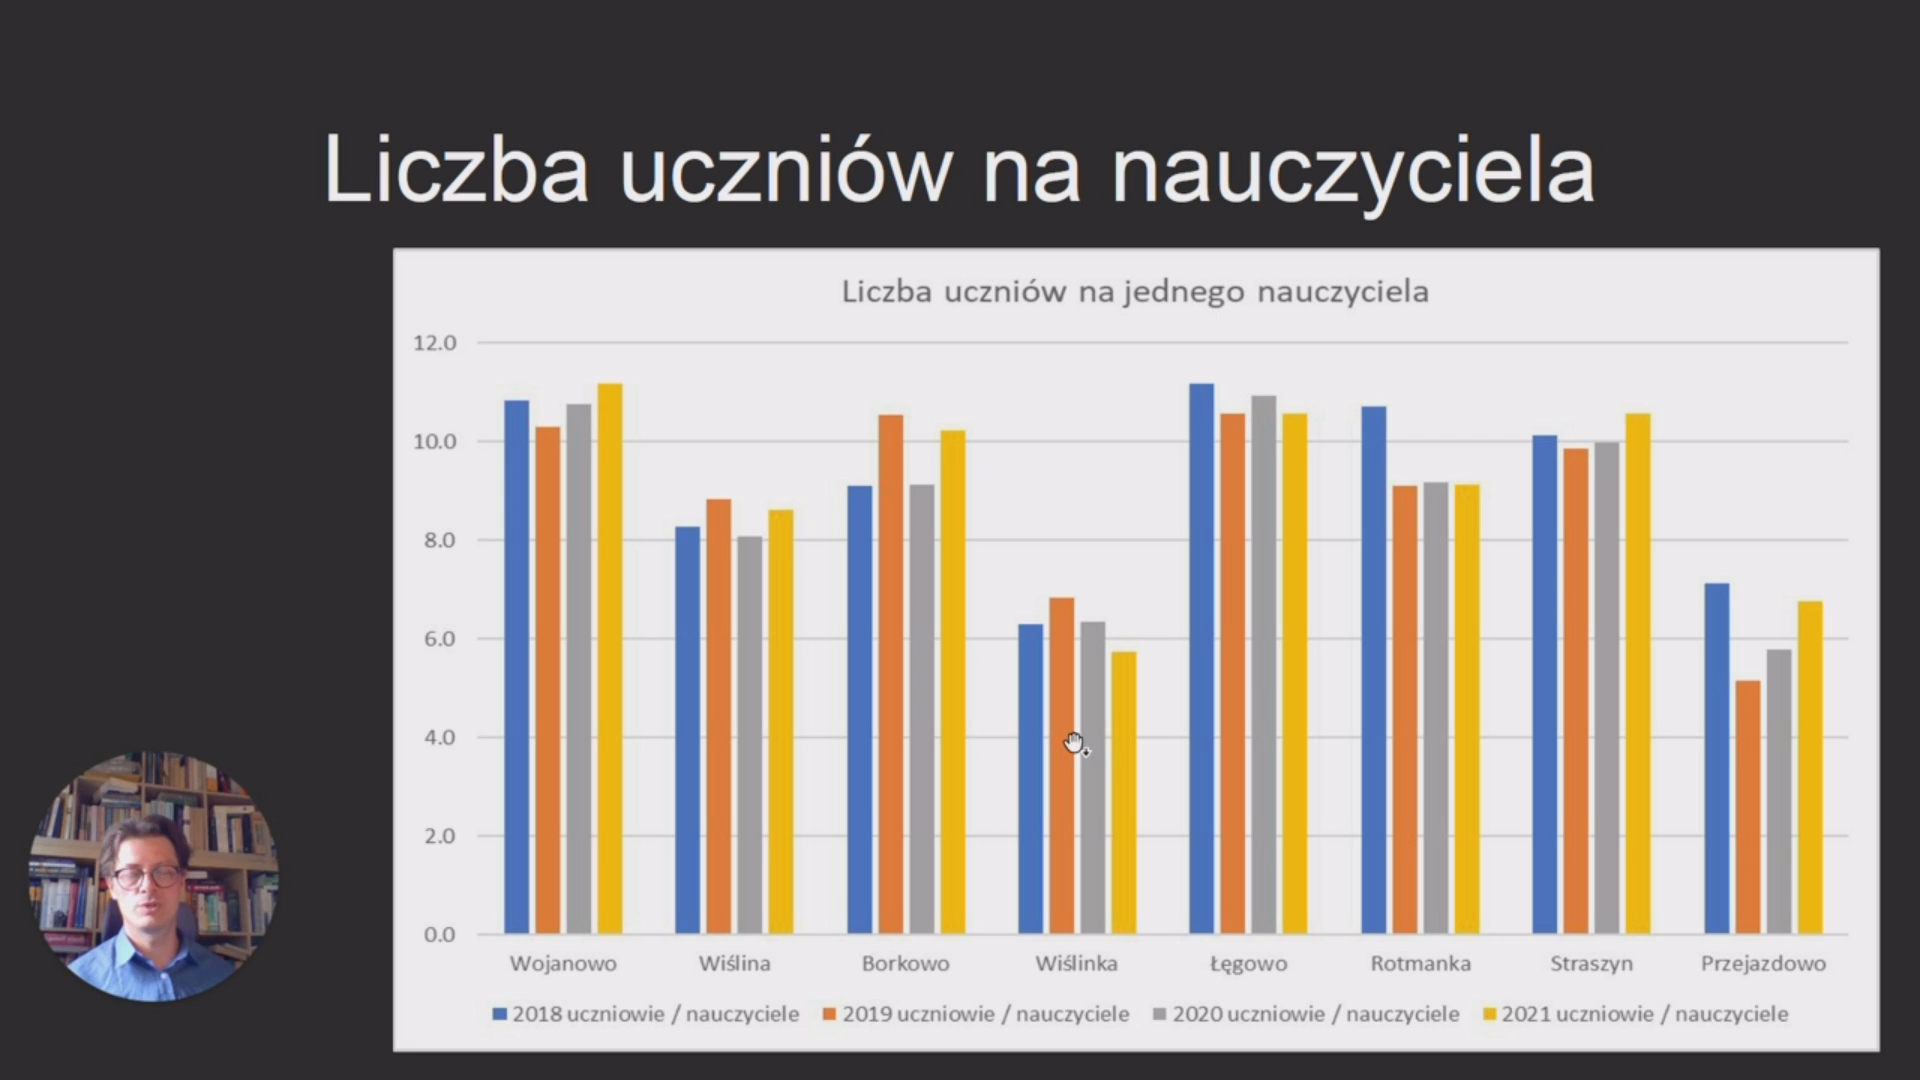 Liczba uczniów na nauczyciela
Liczba uczniów na jednego nauczyciela
12.0
10.0
8.0
6.0
4.0
2.0
0.0
Wojanowo Wiślina Borkowo Wiślinka Łęgowo Rotmanka Straszyn Przejazdowo
2018 uczniowie / nauczyciele 2019 uczniowie / nauczyciele 2020 uczniowie / nauczyciele 2021 uczniowie / nauczyciele